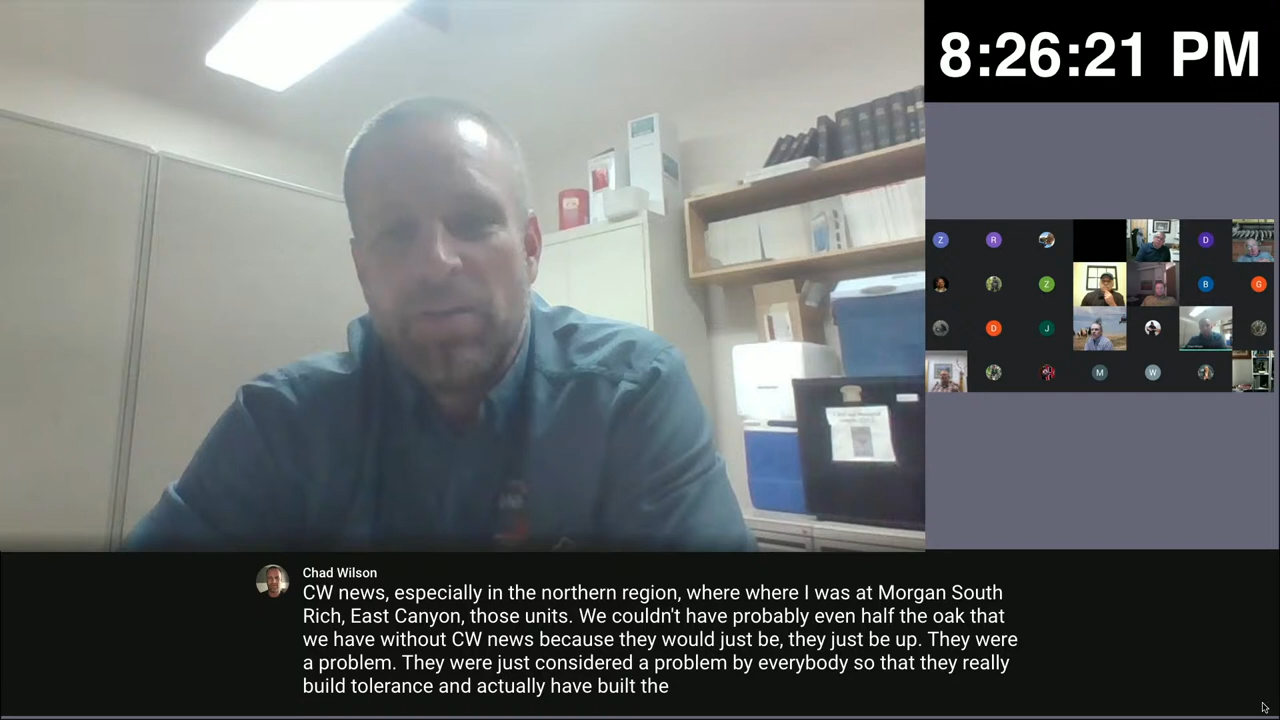 8:26:21 PM
Z
R
D
Z
B
G
D
J
M
W
Chad Wilson
CW news, especially in the northern region, where where I was at Morgan South
Rich, East Canyon, those units. We couldn't have probably even half the oak that
we have without CW news because they would just be, they just be up. They were
a problem. They were just considered a problem by everybody so that they really
build tolerance and actually have built the